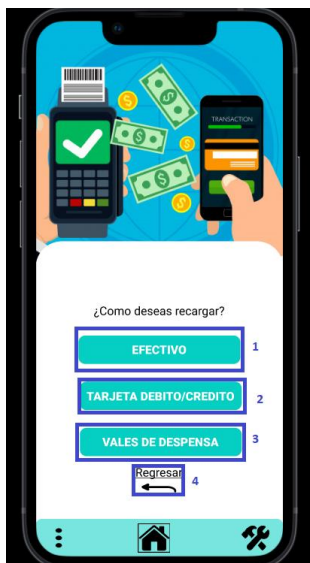 TRANSACTION
¿Como deseas recargar?
EFECTIVO
1
TARJETA DEBITO/CREDITO
2
VALES DE DESPENSA
3
Regresar
4